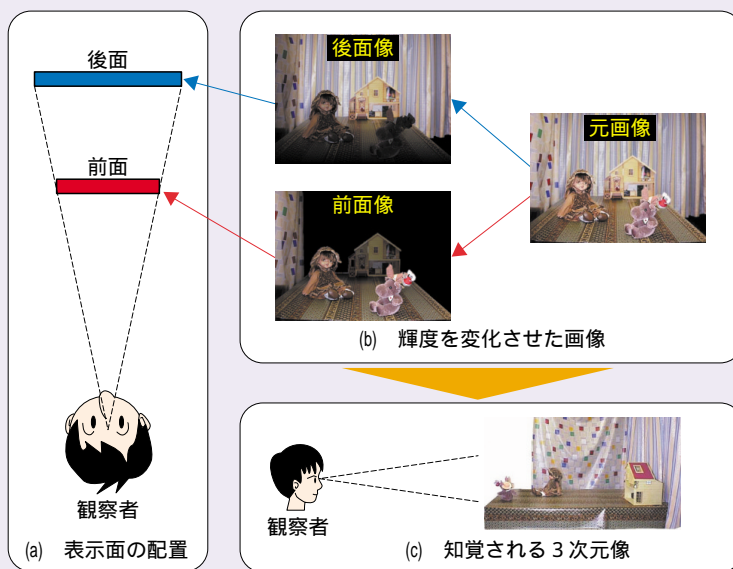 後面
前面
観察者
(a) 表示面の配置
後面像
元画像
前面像
(b) 輝度を変化させた画像
観察者
(c) 知覚される3次元像